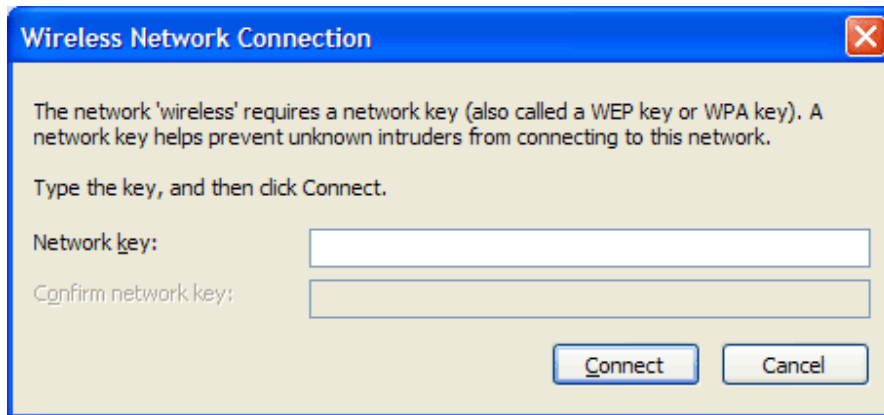 Wireless Network Connection
The network 'wireless' requires a network key (also called a WEP key or WPA key). A
network key helps prevent unknown intruders from connecting to this network.
Type the key, and then click Connect.
Network key:
Confirm network key:
Connect Cancel